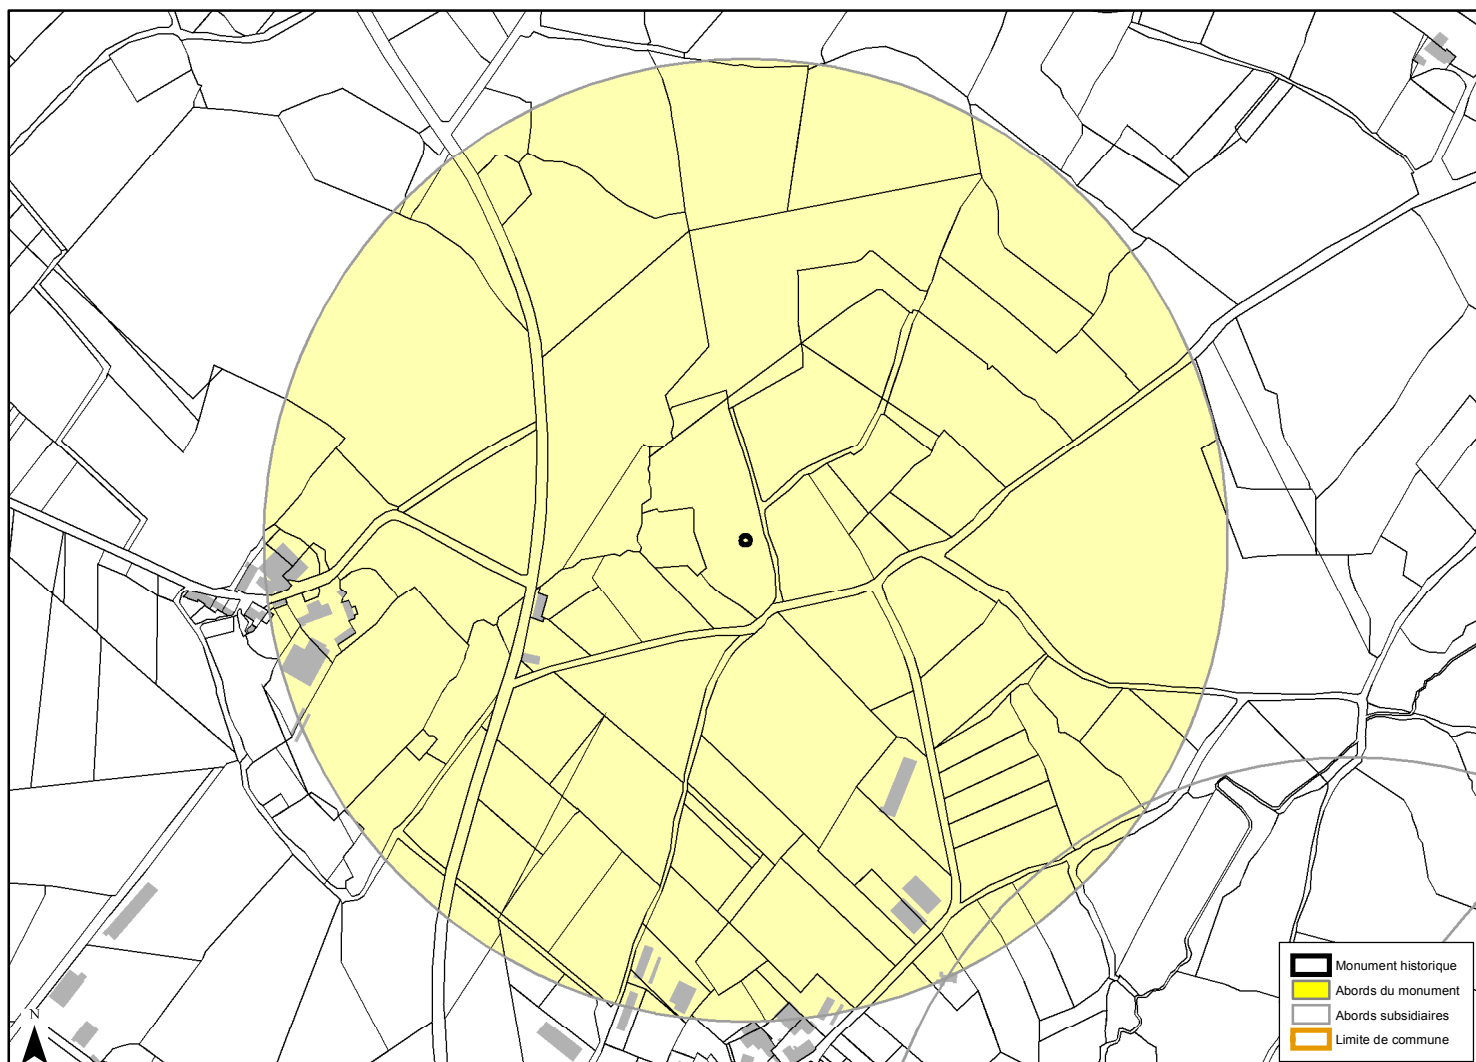 Monument historique
Abords du monument
Abords subsidiaires
Limite de commune
N